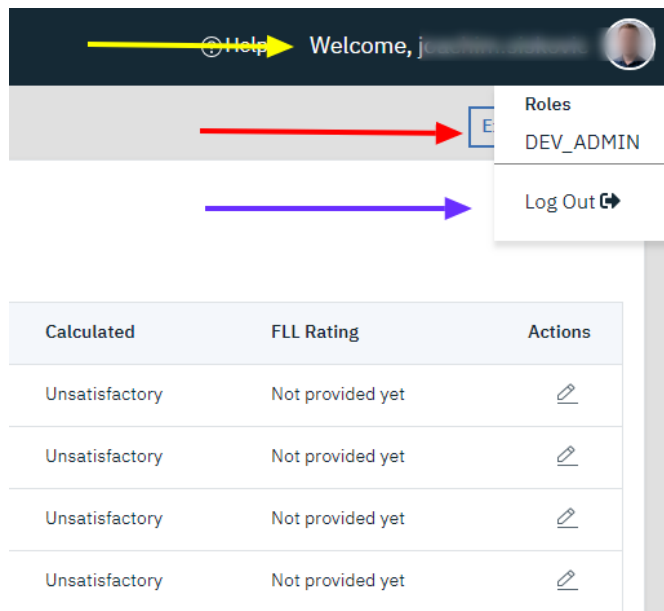 Help Welcome,
Roles
DEV_ADMIN
Log Out
Calculated FLL Rating Actions
Unsatisfactory Not provided yet
Unsatisfactory Not provided yet
Unsatisfactory Not provided yet
Unsatisfactory Not provided yet